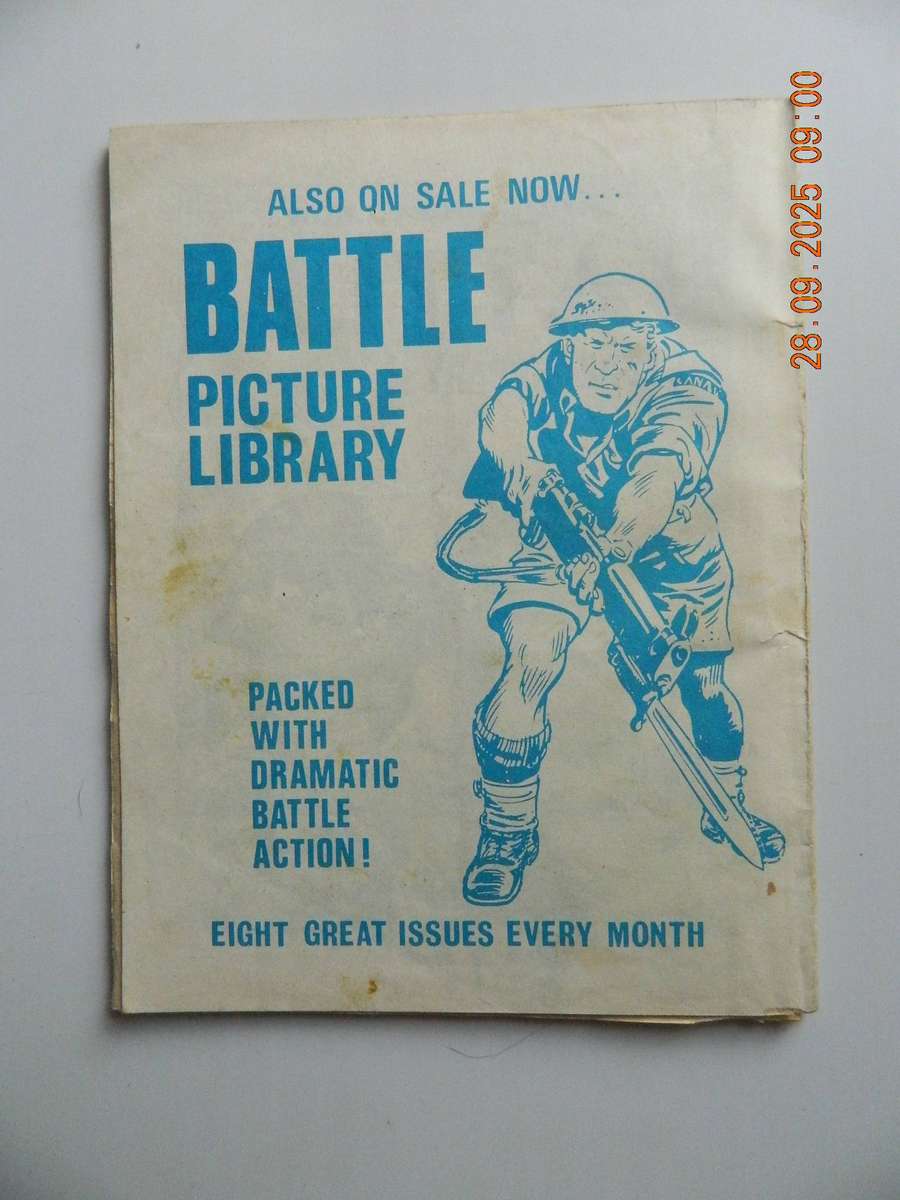 ALSO ON SALE NOW...
BATTLE
PICTURE
LIBRARY
PACKED
WITH
DRAMATIC
BATTLE
ACTION!
EIGHT GREAT ISSUES EVERY MONTH
28.09.2025 09:00